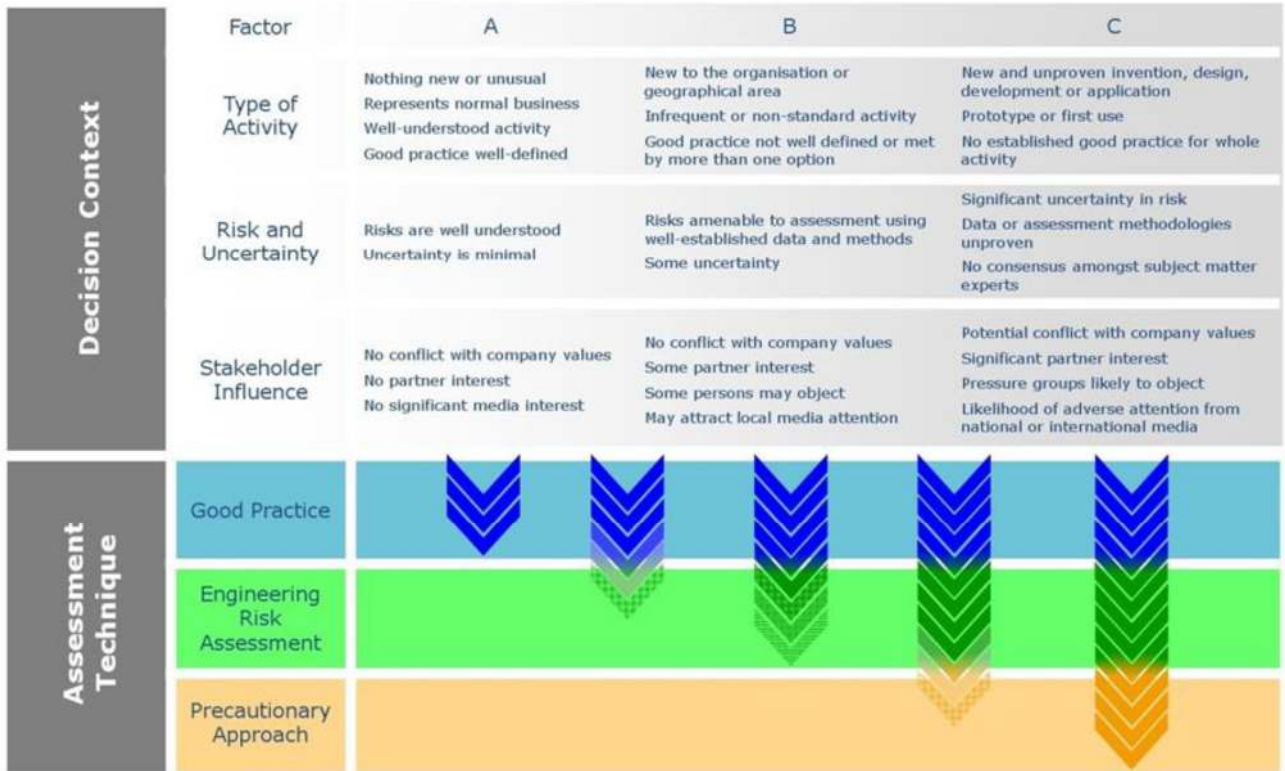 Decision Context
Factor
A
B
C
Type of
Activity
Nothing new or unusual
Represents normal business
Well-understood activity
Good practice well-defined
New to the organisation or
geographical area
Infrequent or non-standard activity
Good practice not well defined or met
by more than one option
New and unproven invention, design,
development or application
Prototype or first use
No established good practice for whole
activity
Risk and
Uncertainty
Risks are well understood
Uncertainty is minimal
Risks amenable to assessment using
well-established data and methods
Some uncertainty
Significant uncertainty in risk
Data or assessment methodologies
unproven
No consensus amongst subject matter
experts
Stakeholder
Influence
No conflict with company values
No partner interest
No significant media interest
No conflict with company values
Some partner interest
Some persons may object
May attract local media attention
Potential conflict with company values
Significant partner interest
Pressure groups likely to object
Likelihood of adverse attention from
national or international media
Assessment
Technique
Good Practice
Engineering
Risk
Assessment
Precautionary
Approach